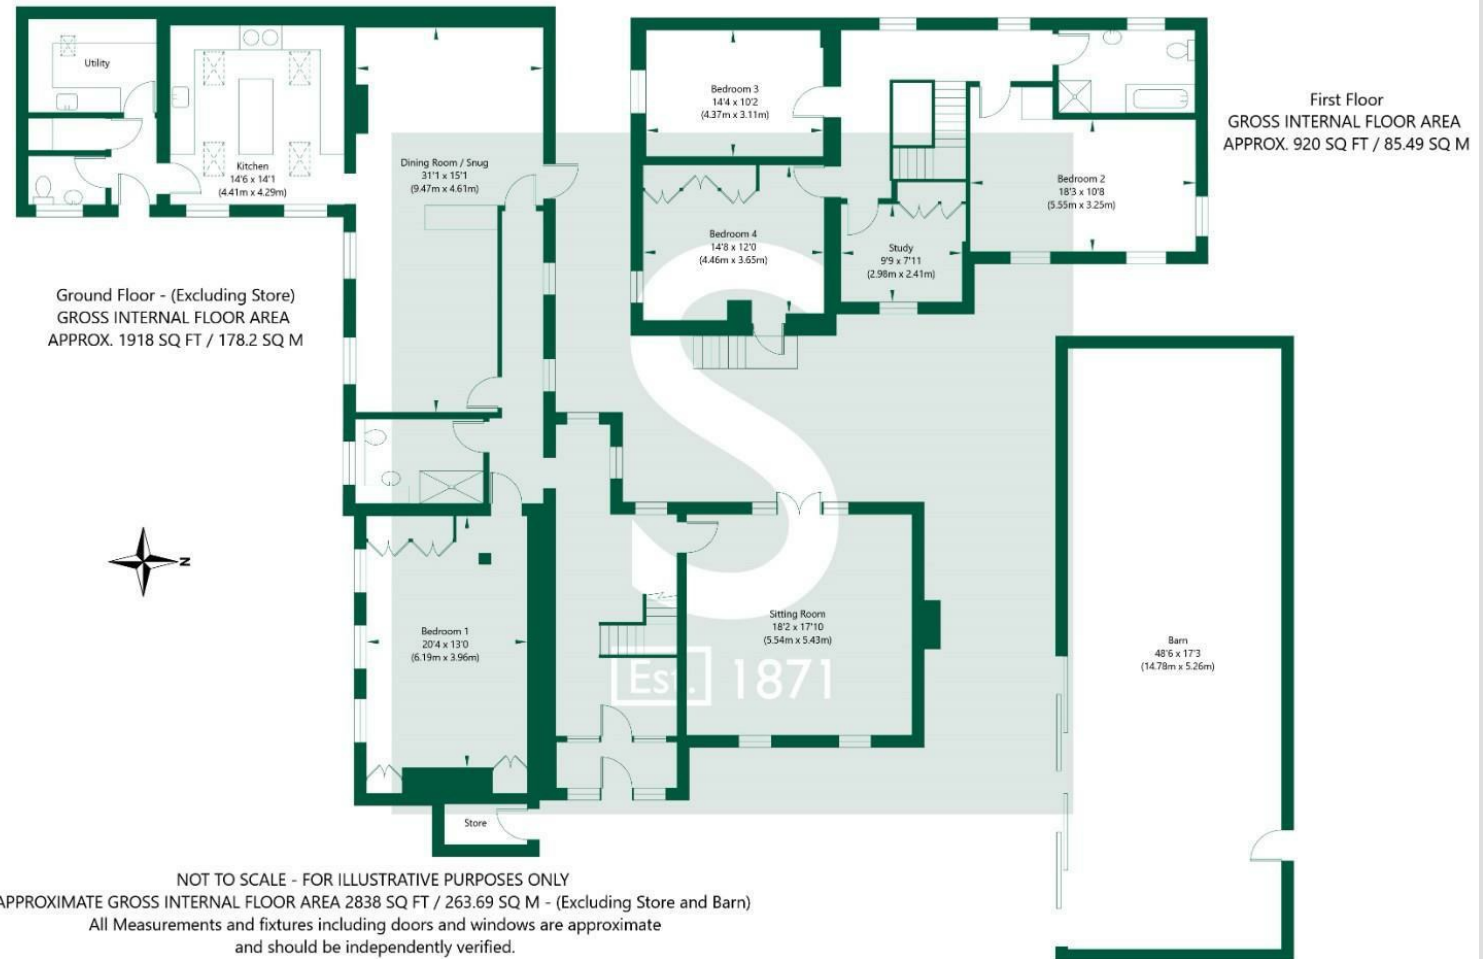 Utility
Kitchen
14'6 x 14'1
(4.41m x 4.29m)
Dining Room / Snug
31'1 x 15'1
(9.47m x 4.61m)
Bedroom 3
14'4 x 10'2
(4.37m x 3.11m)
First Floor
GROSS INTERNAL FLOOR AREA
APPROX. 920 SQ FT / 85.49 SQ M
Bedroom 2
18'3 x 10'8
(5.55m x 3.25m)
Bedroom 4
14'8 x 12'0
(4.46m x 3.65m)
Study
9'9 x 7'11
(2.98m x 2.41m)
Ground Floor - (Excluding Store)
GROSS INTERNAL FLOOR AREA
APPROX. 1918 SQ FT / 178.2 SQ M
S
N
Bedroom 1
20'4 x 13'0
(6.19m x 3.96m)
Sitting Room
18'2 x 17'10
(5.54m x 5.43m)
Barn
48'6 x 17'3
(14.78m x 5.26m)
Est. 1871
Store
NOT TO SCALE - FOR ILLUSTRATIVE PURPOSES ONLY
APPROXIMATE GROSS INTERNAL FLOOR AREA 2838 SQ FT / 263.69 SQ M - (Excluding Store and Barn)
All Measurements and fixtures including doors and windows are approximate
and should be independently verified.